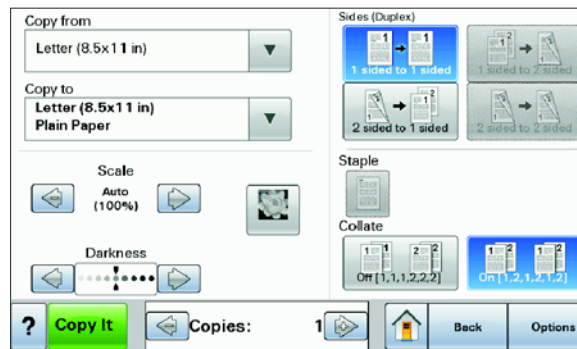 Copy from
Letter (8.5x11 in)
Copy to
Letter (8.5x11 in)
Plain Paper
Scale
Auto
(100%)
Darkness
Sides (Duplex)
1 sided to 1 sided
1 sided to 2 sided
2 sided to 1 sided
2 sided to 2 sided
Staple
Collate
Off [1,1,1,2,2,2]
On [1,2,1,2,1,2]
? Copy It
Copies: 1
Back
Options